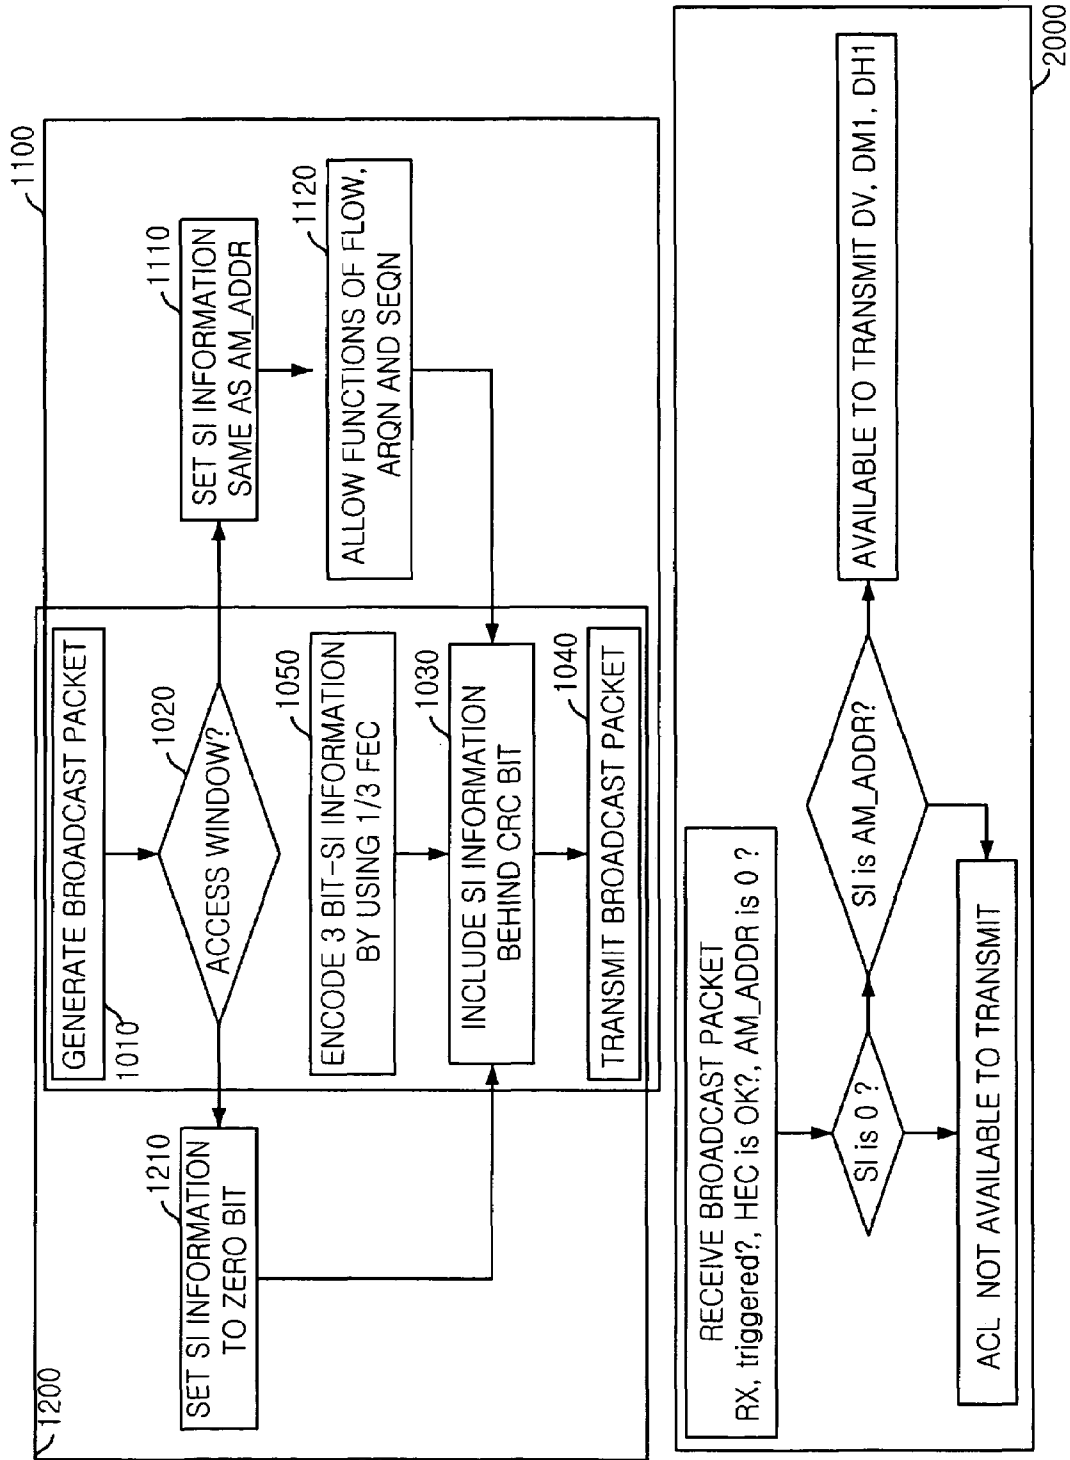 1200
1100
GENERATE BROADCAST PACKET
1010
1020
ACCESS WINDOW?
1210
SET SI INFORMATION
TO ZERO BIT
1110
SET SI INFORMATION
SAME AS AM_ADDR
1120
ALLOW FUNCTIONS OF FLOW,
ARQN AND SEQN
1050
ENCODE 3 BIT-SI INFORMATION
BY USING 1/3 FEC
1030
INCLUDE SI INFORMATION
BEHIND CRC BIT
1040
TRANSMIT BROADCAST PACKET
RECEIVE BROADCAST PACKET
RX, triggered?, HEC is OK?, AM_ADDR is 0 ?
SI is 0 ?
SI is AM_ADDR?
AVAILABLE TO TRANSMIT DV, DM1, DH1
ACL NOT AVAILABLE TO TRANSMIT
2000